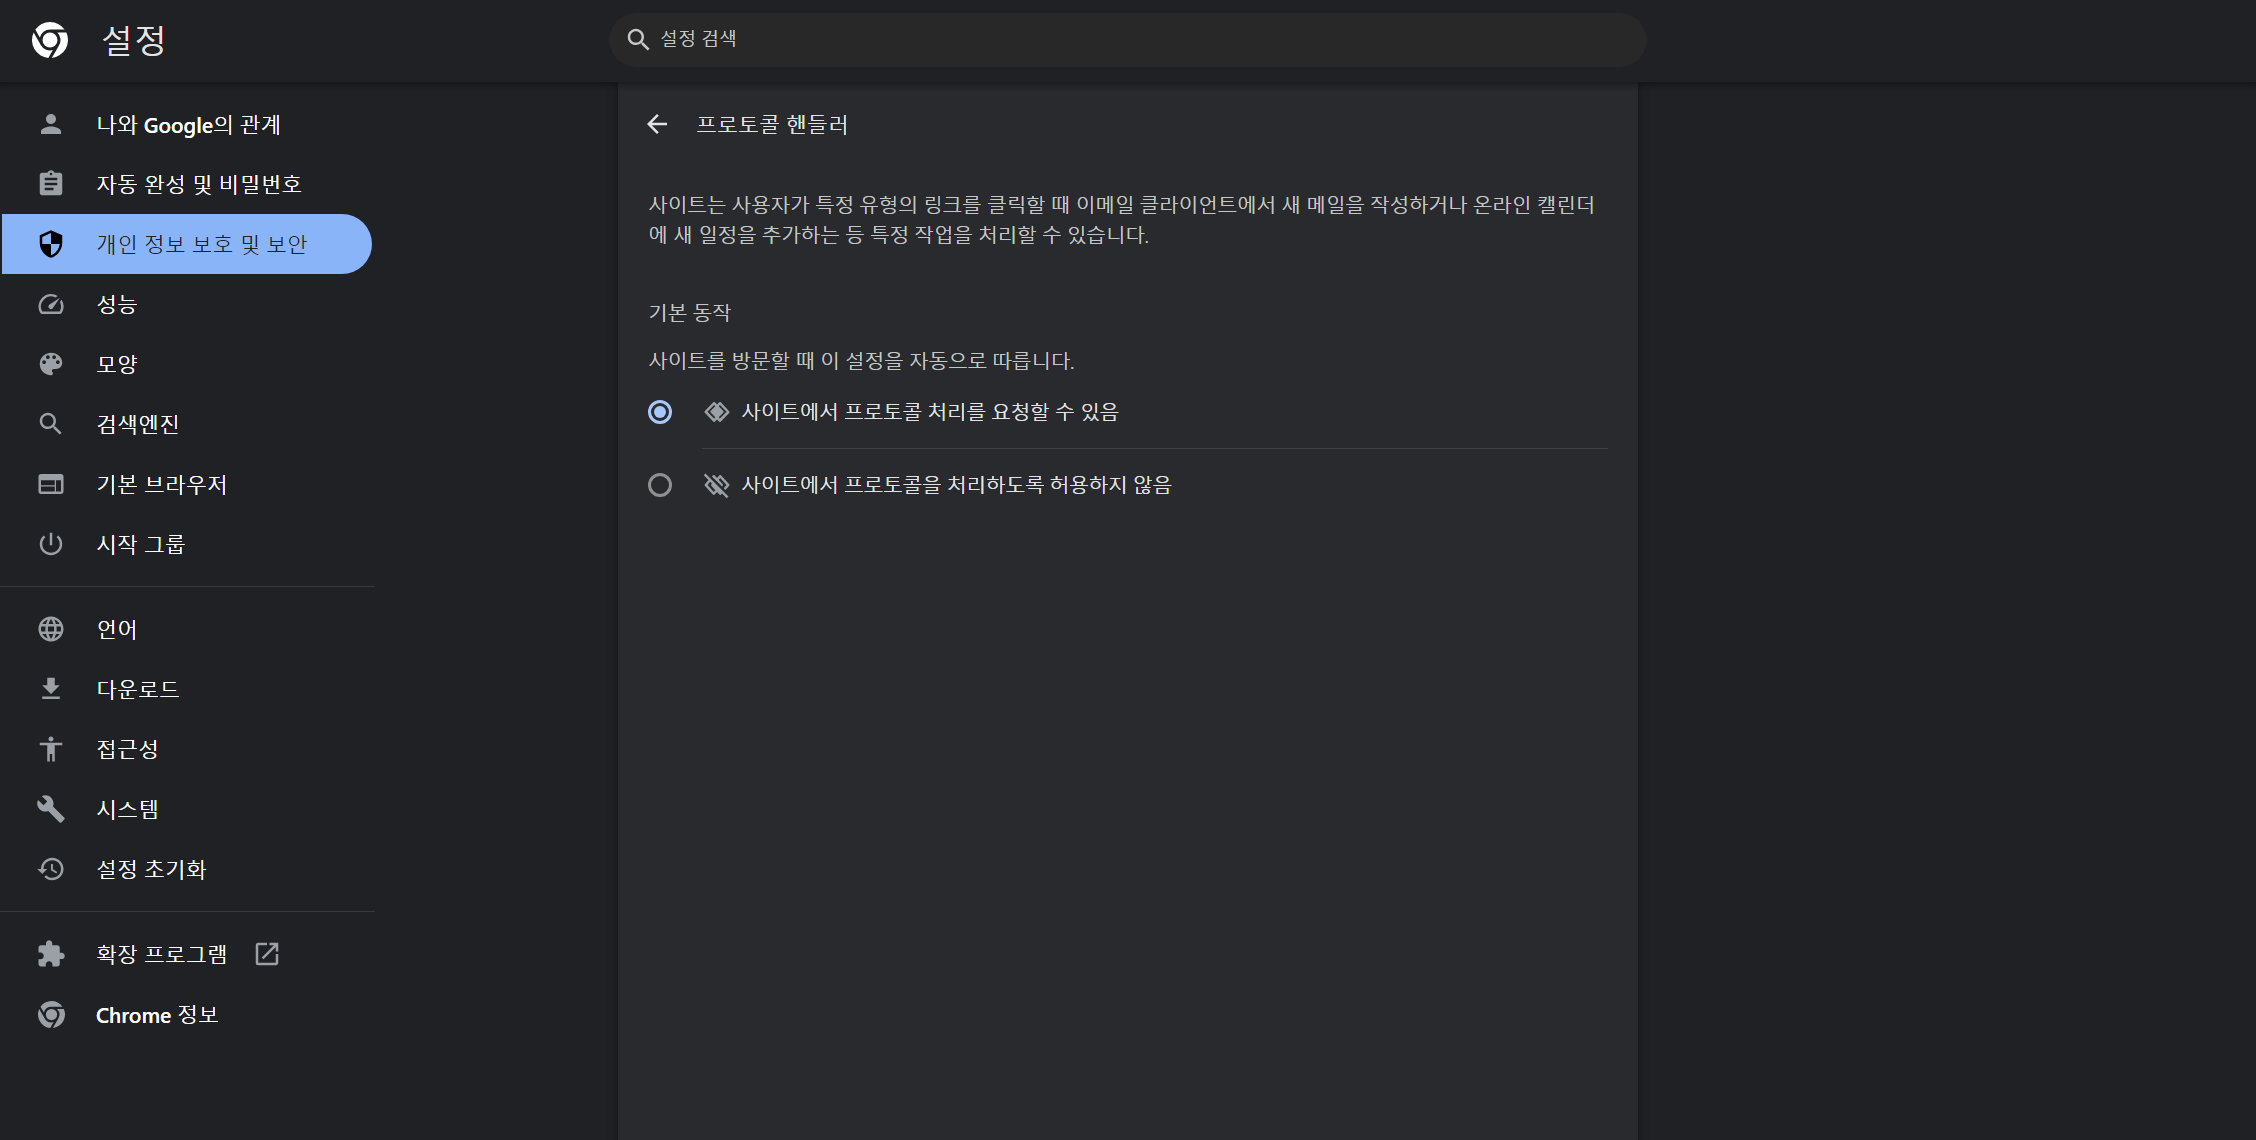 설정
설정 검색
나와 Google의 관계
자동 완성 및 비밀번호
개인 정보 보호 및 보안
성능
모양
검색엔진
기본 브라우저
시작 그룹
언어
다운로드
접근성
시스템
설정 초기화
확장 프로그램
Chrome 정보
프로토콜 핸들러
사이트는 사용자가 특정 유형의 링크를 클릭할 때 이메일 클라이언트에서 새 메일을 작성하거나 온라인 캘린더
에 새 일정을 추가하는 등 특정 작업을 처리할 수 있습니다.
기본 동작
사이트를 방문할 때 이 설정을 자동으로 따릅니다.
사이트에서 프로토콜 처리를 요청할 수 있음
사이트에서 프로토콜을 처리하도록 허용하지 않음